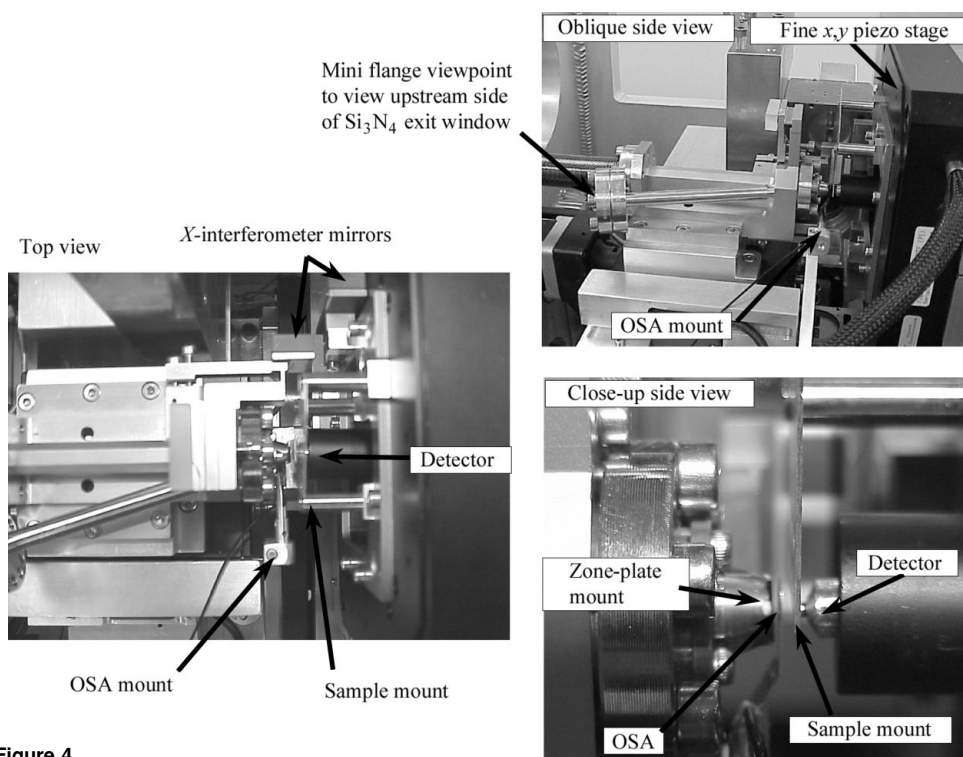 Oblique side view
Fine x,y piezo stage
Mini flange viewpoint
to view upstream side
of Si₃N₄ exit window
OSA mount
Top view
X-interferometer mirrors
Detector
OSA mount
Sample mount
Close-up side view
Zone-plate
mount
Detector
OSA
Sample mount
Figure 4